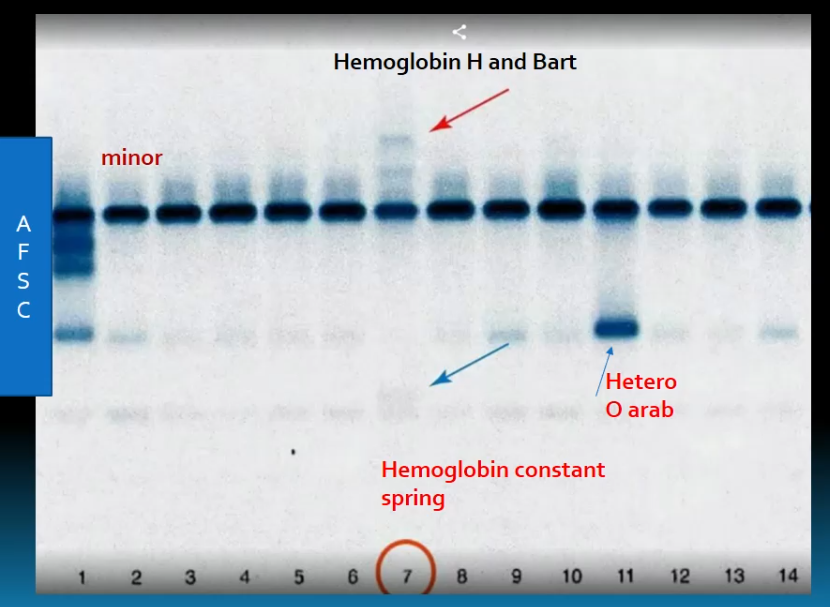 Hemoglobin H and Bart
minor
A
F
S
C
Hetero
O arab
Hemoglobin constant
spring
1 2 3 4 5 6 7 8 9 10 11 12 13 14